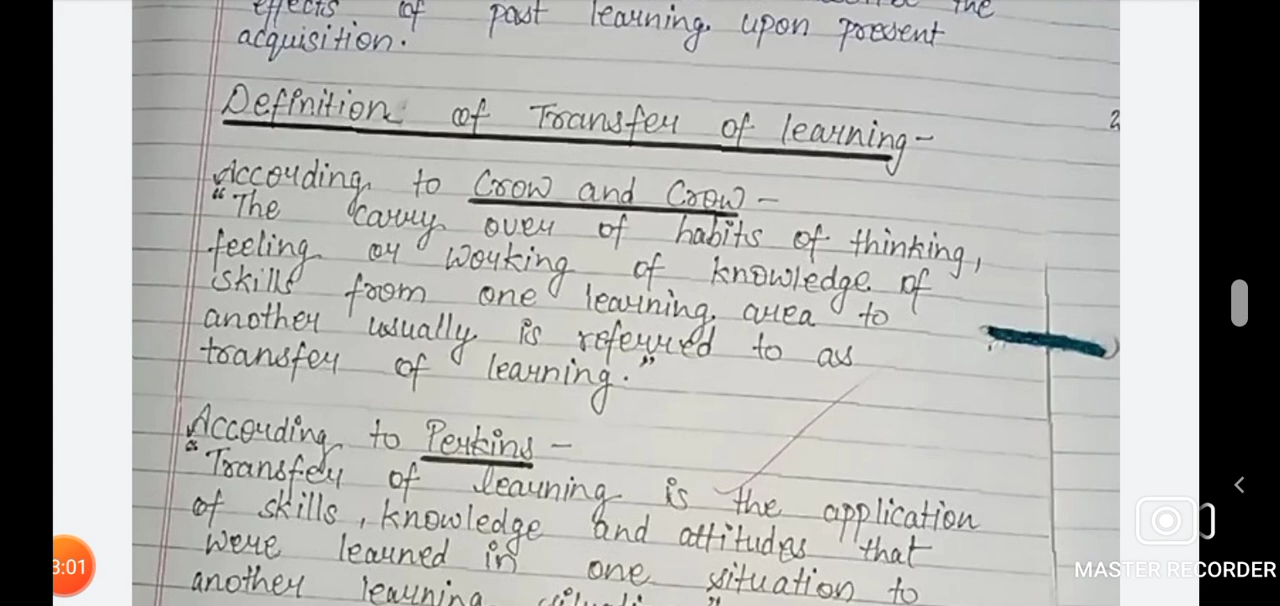 effects of past learning upon present
the
acquisition.
Definition of Transfer of learning-
According to Crow and Crow-
"The carry over of habits of thinking,
feeling or working of knowledge of
skills from one learning area to
another usually is referred to as
transfer of learning."
According to Perkins-
"Transfer of learning is the application
of skills, knowledge and attitudes that
were learned in one situation to
another learning
2
3:01
MASTER RECORDER